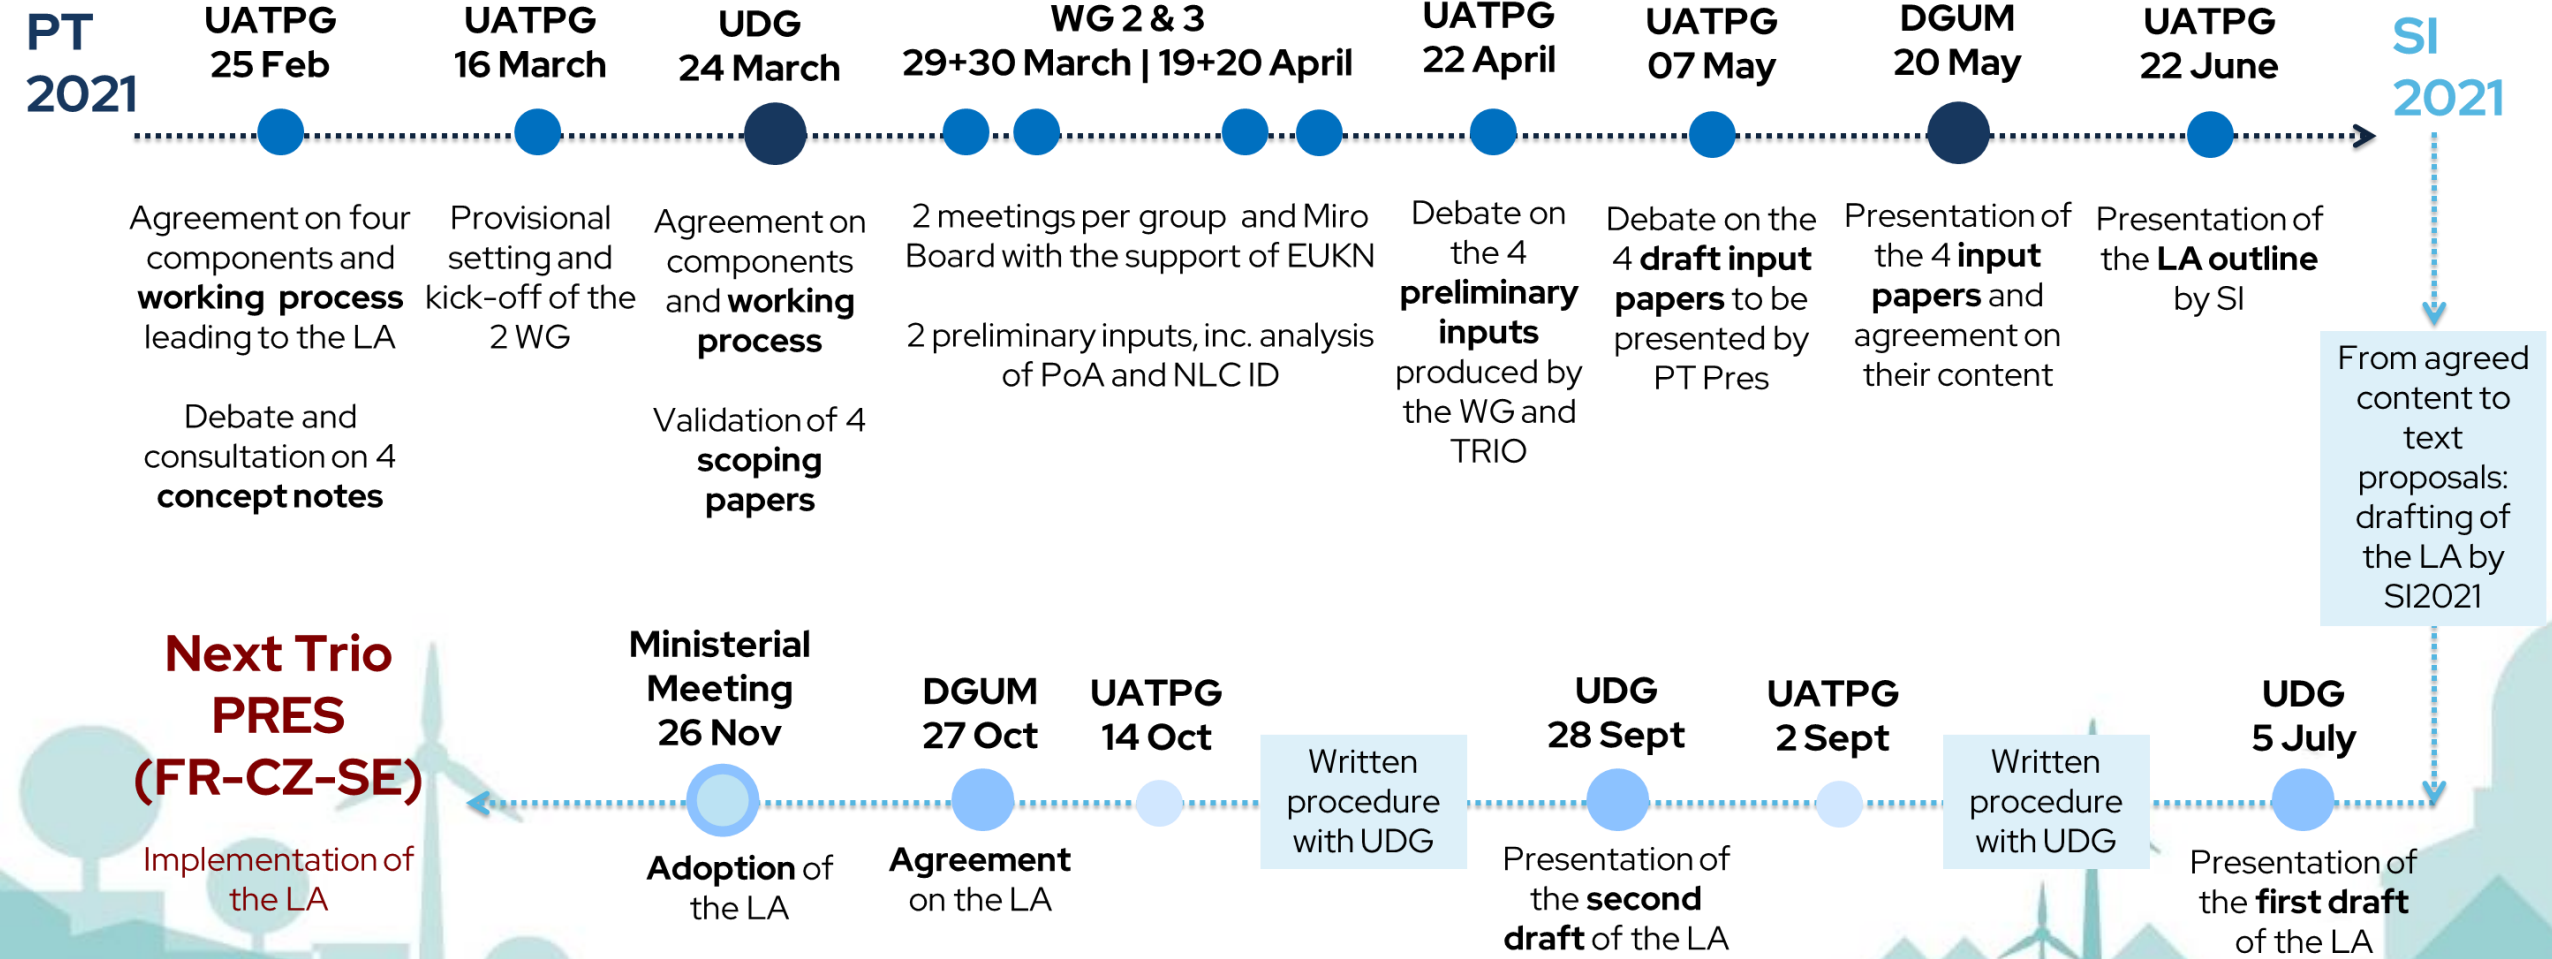 PT
2021
UATPG
25 Feb
Agreement on four
components and
working process
leading to the LA
Debate and
consultation on 4
concept notes
UATPG
16 March
Provisional
setting and
kick-off of the
2 WG
UDG
24 March
Agreement on
components
and working
process
Validation of 4
scoping
papers
WG 2 & 3
29+30 March | 19+20 April
2 meetings per group and Miro
Board with the support of EUKN
2 preliminary inputs, inc. analysis
of PoA and NLC ID
UATPG
22 April
Debate on
the 4
preliminary
inputs
produced by
the WG and
TRIO
UATPG
07 May
Debate on the
4 draft input
papers to be
presented by
PT Pres
DGUM
20 May
Presentation of
the 4 input
papers and
agreement on
their content
UATPG
22 June
Presentation of
the LA outline
by SI
SI
2021
From agreed
content to
text
proposals:
drafting of
the LA by
SI2021
UDG
5 July
Presentation of
the first draft
of the LA
Written
procedure
with UDG
UATPG
2 Sept
UDG
28 Sept
Presentation of
the second
draft of the LA
Written
procedure
with UDG
UATPG
14 Oct
DGUM
27 Oct
Agreement
on the LA
Ministerial
Meeting
26 Nov
Adoption of
the LA
Next Trio
PRES
(FR-CZ-SE)
Implementation of
the LA